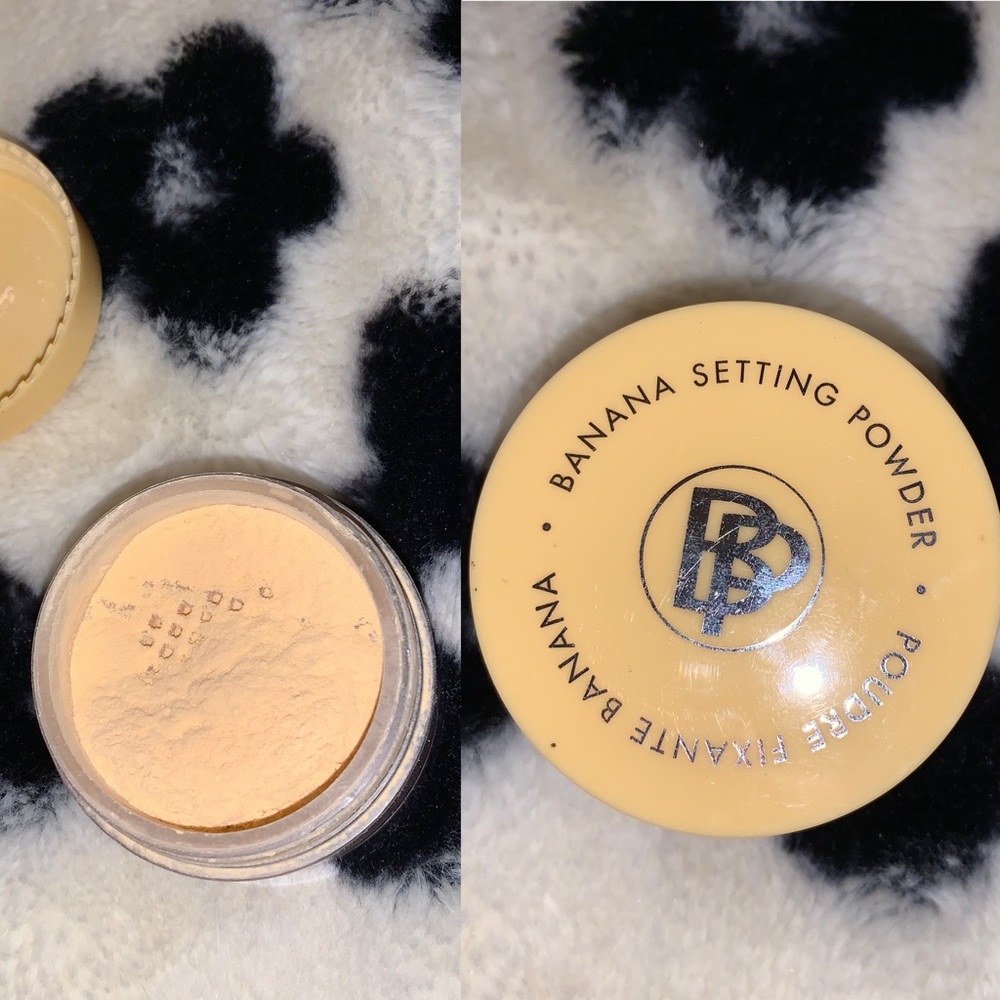 BANANA SETTING POWDER
POUDRE FIXANTE BANANA
BP